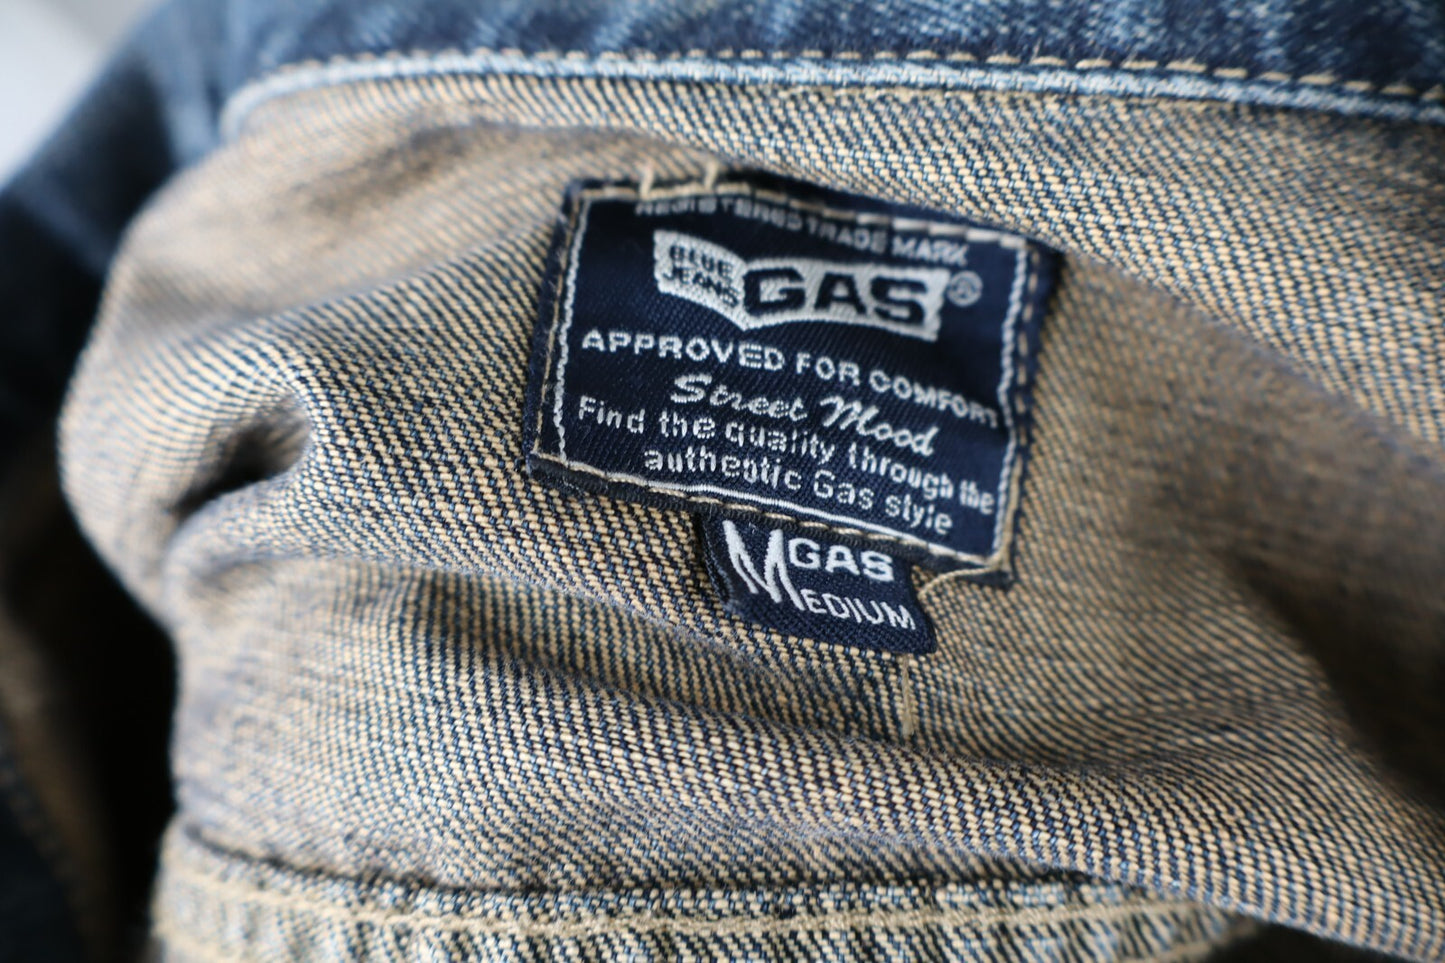 REGISTERED TRADE MARK
BLUE JEANS GAS®
APPROVED FOR COMFORT
Street Mood
Find the quality through the
authentic Gas style
GAS
MEDIUM